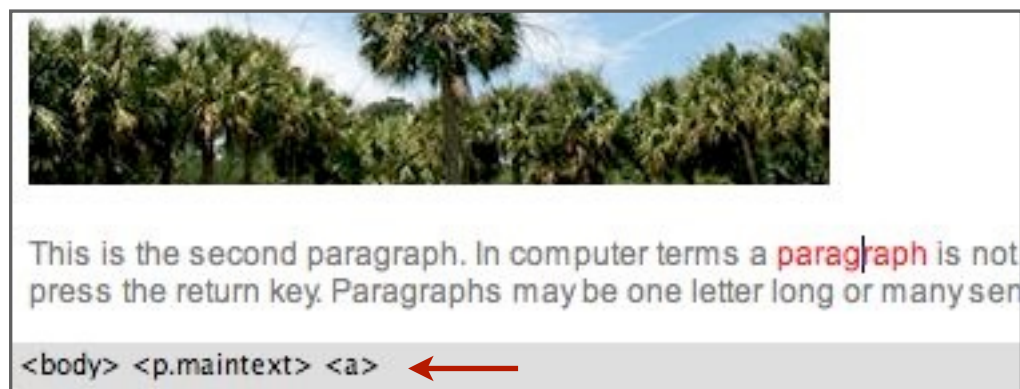 This is the second paragraph. In computer terms a paragraph is not
press the return key. Paragraphs may be one letter long or many sen
<body> <p.maintext> <a>